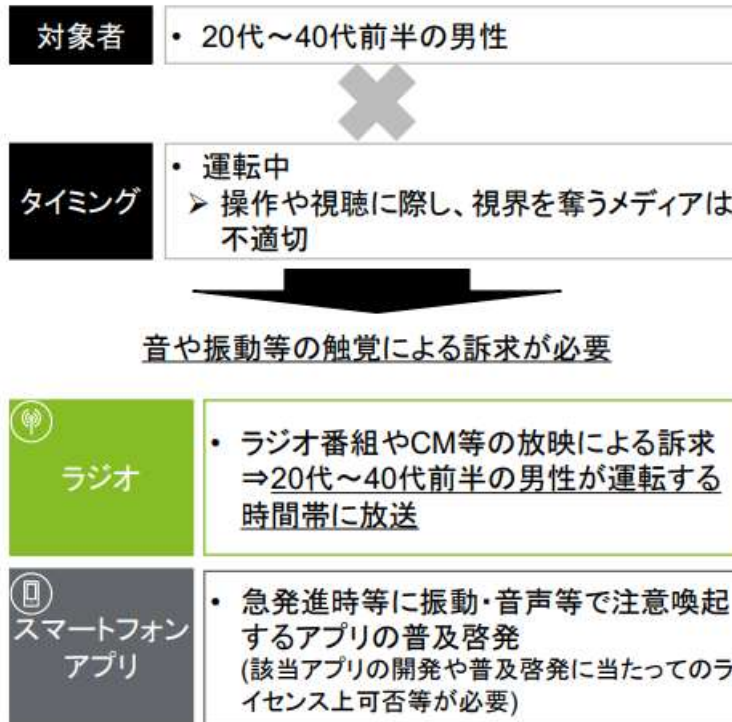 対象者
• 20代～40代前半の男性
タイミング
• 運転中
➢ 操作や視聴に際し、視界を奪うメディアは
不適切
音や振動等の触覚による訴求が必要
ラジオ
• ラジオ番組やCM等の放映による訴求
⇒20代～40代前半の男性が運転する
時間帯に放送
スマートフォン
アプリ
• 急発進時等に振動・音声等で注意喚起
するアプリの普及啓発
(該当アプリの開発や普及啓発に当たってのラ
イセンス上可否等が必要)